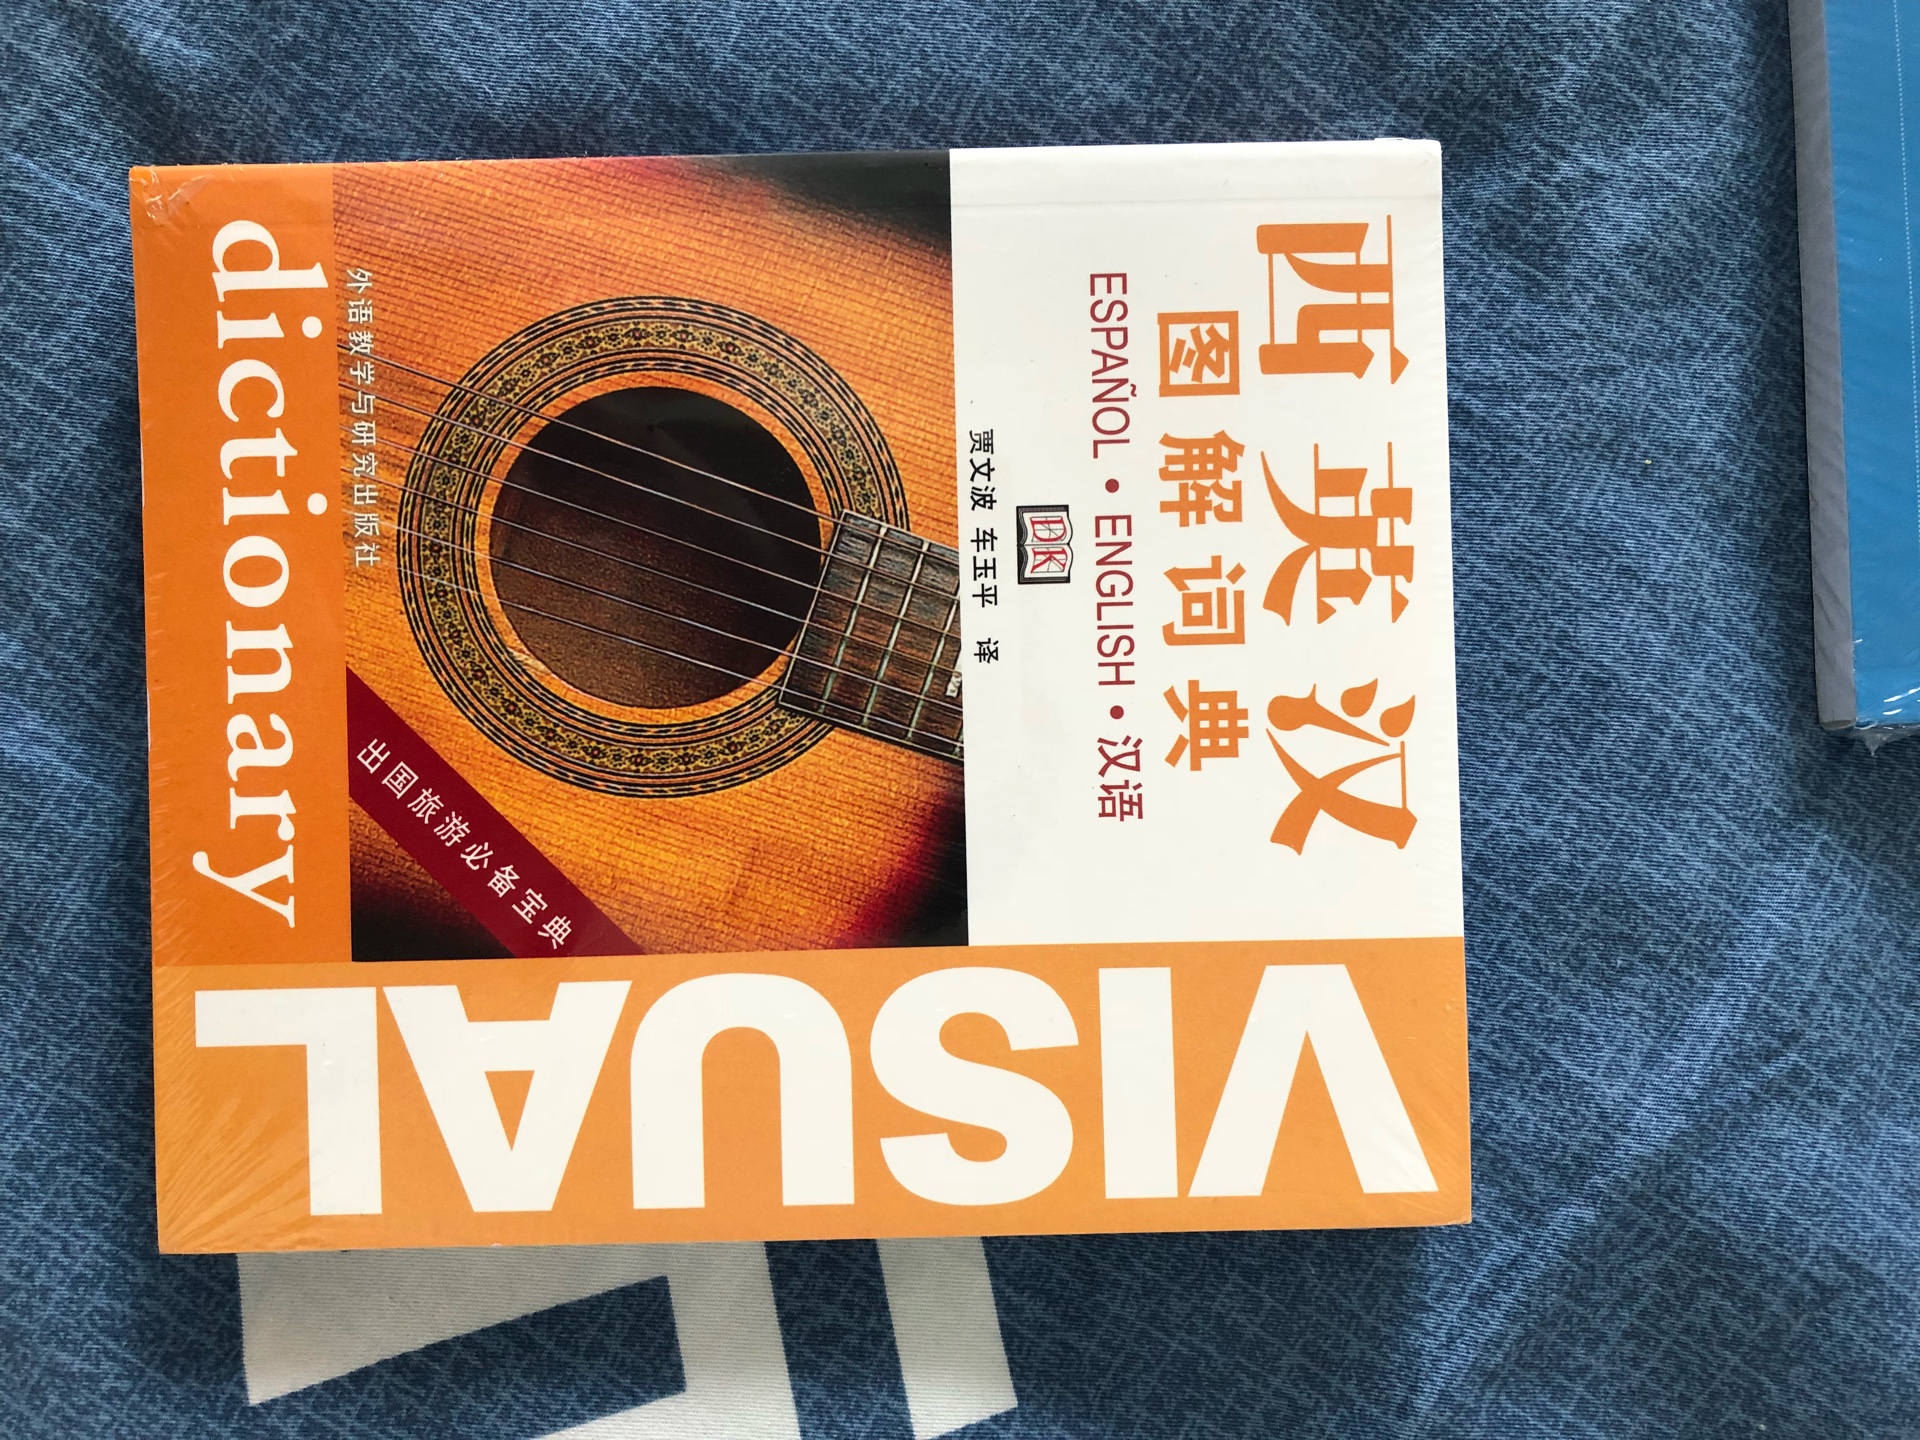 西英汉
图解词典
ESPAÑOL • ENGLISH • 汉语
DK
贾文波 车玉平 译
VISUAL
出国旅游必备宝典
外语教学与研究出版社
dictionary